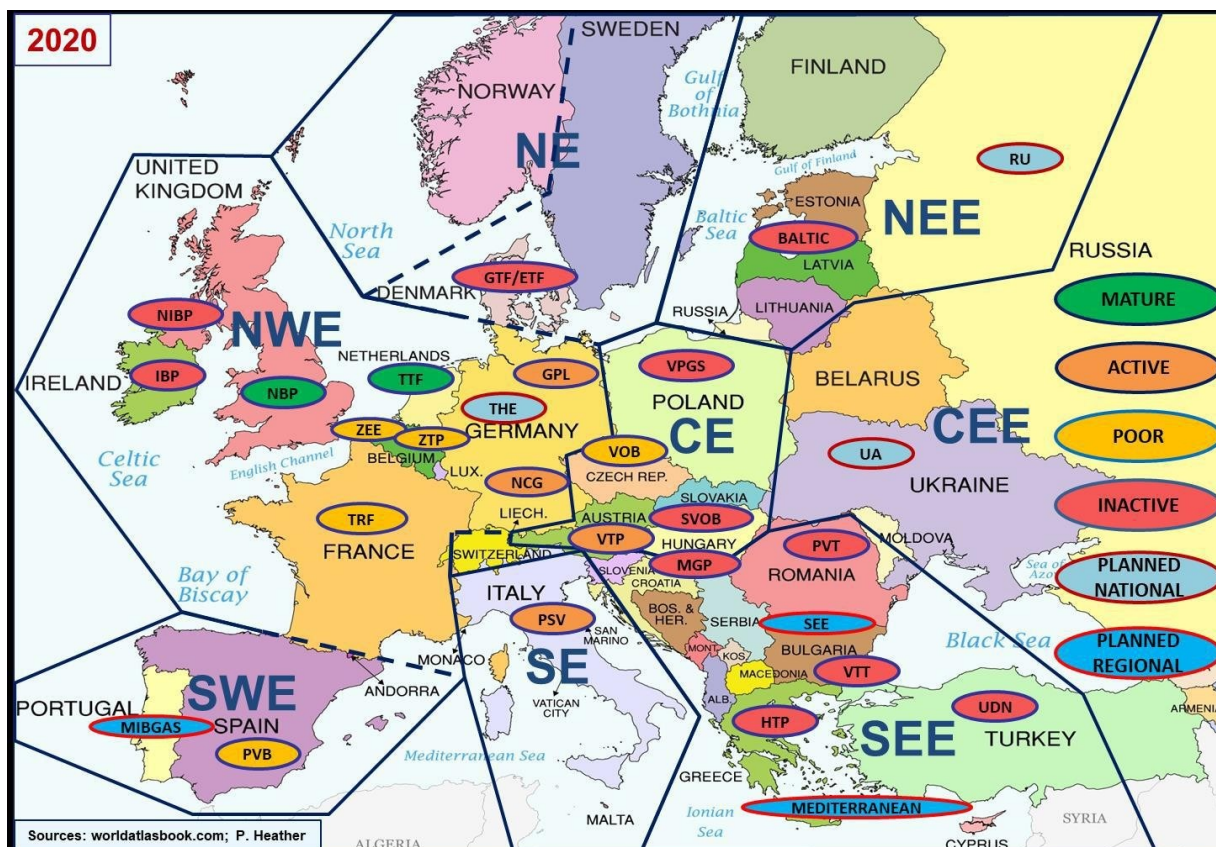 2020
SWEDEN
FINLAND
Gulf
of
Bothnia
NORWAY
NE
RU
UNITED
KINGDOM
Gulf of Finland
ESTONIA
NEE
North
Sea
Baltic
Sea
BALTIC
LATVIA
RUSSIA
GTF/ETF
DENMARK
LITHUANIA
MATURE
RUSSIA
NIBP
NWE
NETHERLANDS
VPGS
BELARUS
ACTIVE
IRELAND
IBP
NBP
TTF
GPL
POLAND
CE
THE
GERMANY
CEE
ZEE
ZTP
POOR
VOB
BELGIUM
UA
Celtic
Sea
English Channel
LUX.
CZECH REP.
UKRAINE
NCG
SLOVAKIA
INACTIVE
TRF
LIECH.
AUSTRIA
SVOB
FRANCE
VTP
HUNGARY
PVT
MOLDOVA
SWITZERLAND
MGP
Sea of
Azo
PLANNED
NATIONAL
Bay of
Biscay
SLOVENIA
CROATIA
ROMANIA
ITALY
BOS. &
HER.
SERBIA
SEE
PSV
SAN
MARINO
Black Sea
PLANNED
REGIONAL
MONACO
MONT.
KOS.
BULGARIA
SE
MACEDONIA
VTT
ANDORRA
SWE
VATICAN
CITY
ALB.
PORTUGAL
MIBGAS
SPAIN
HTP
UDN
ARMENIA
SEE
TURKEY
PVB
Mediterranean Sea
GREECE
Ionian
Sea
MEDITERRANEAN
MALTA
SYRIA
Sources: worldatlasbook.com; P. Heather
ALGERIA
CYPRUS